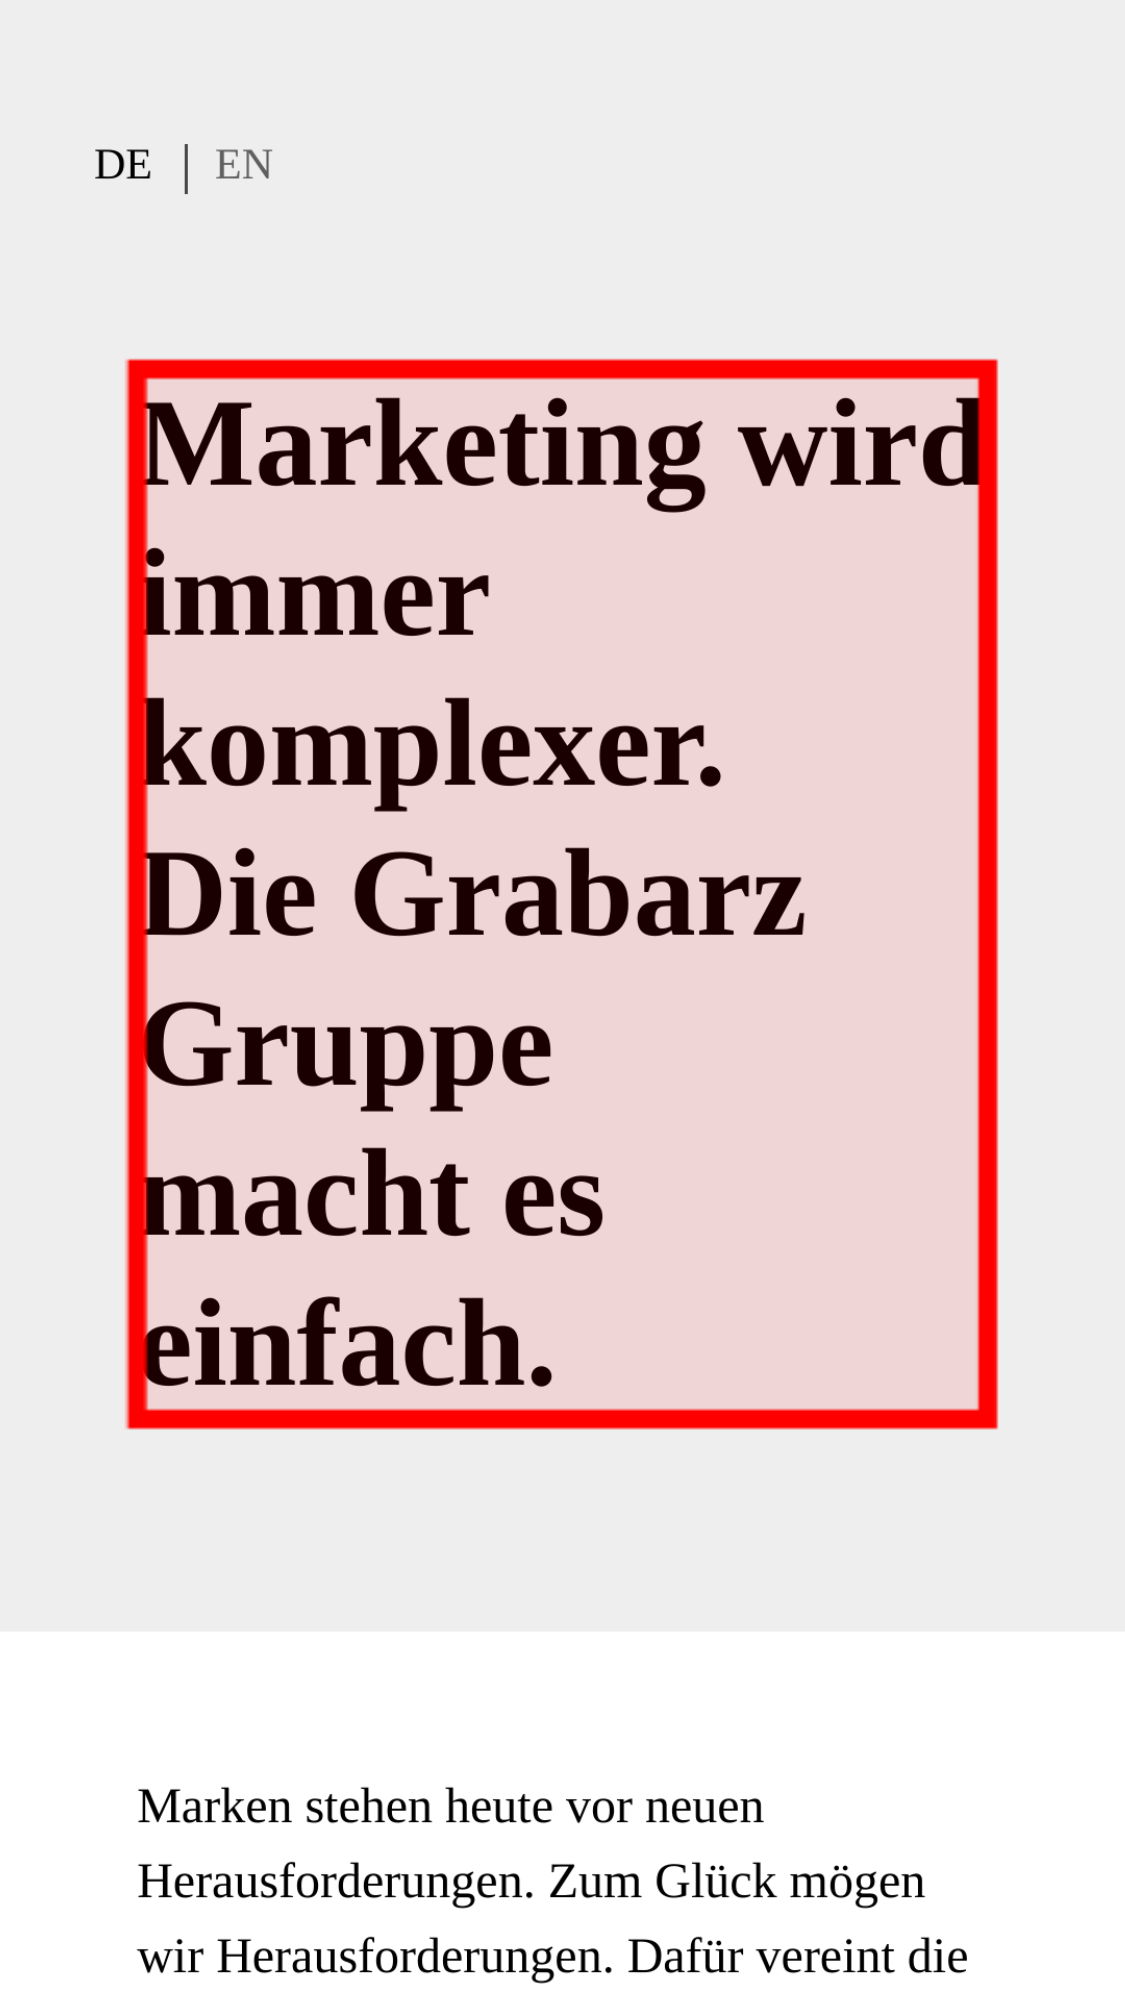 DE | EN
Marketing wird
immer
komplexer.
Die Grabarz
Gruppe
macht es
einfach.
Marken stehen heute vor neuen
Herausforderungen. Zum Glück mögen
wir Herausforderungen. Dafür vereint die